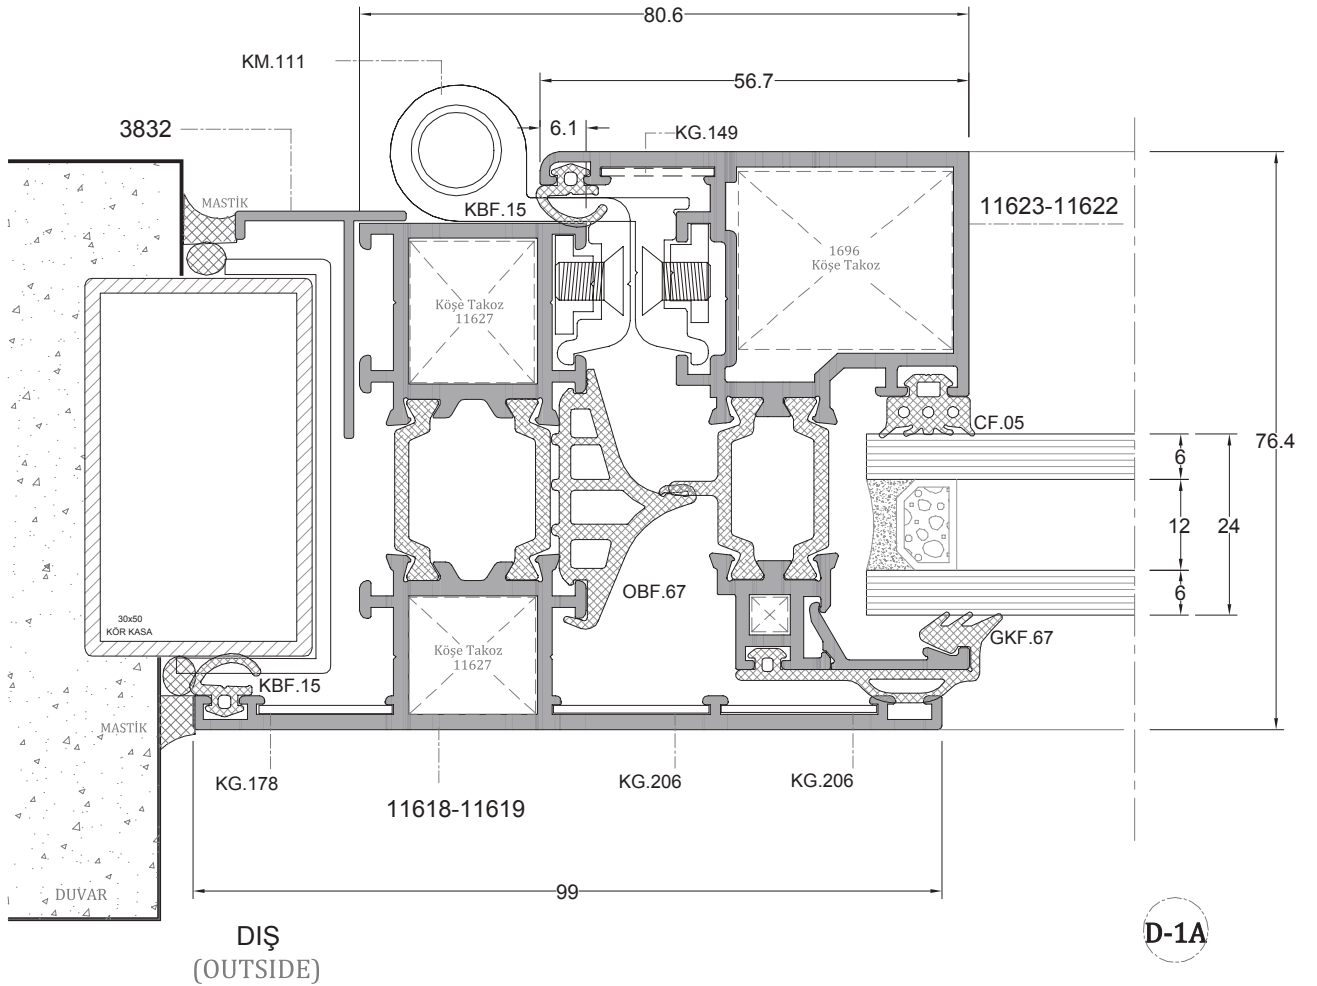 80.6
KM.111
56.7
3832
6.1
KG.149
MASTİK
KBF.15
11623-11622
1696
Köşe Takoz
Köşe Takoz
11627
CF.05
76.4
6
12
24
6
OBF.67
30x50
KÖR KASA
Köşe Takoz
11627
GKF.67
KBF.15
MASTİK
KG.178
KG.206
KG.206
11618-11619
DUVAR
99
DIŞ
(OUTSIDE)
D-1A